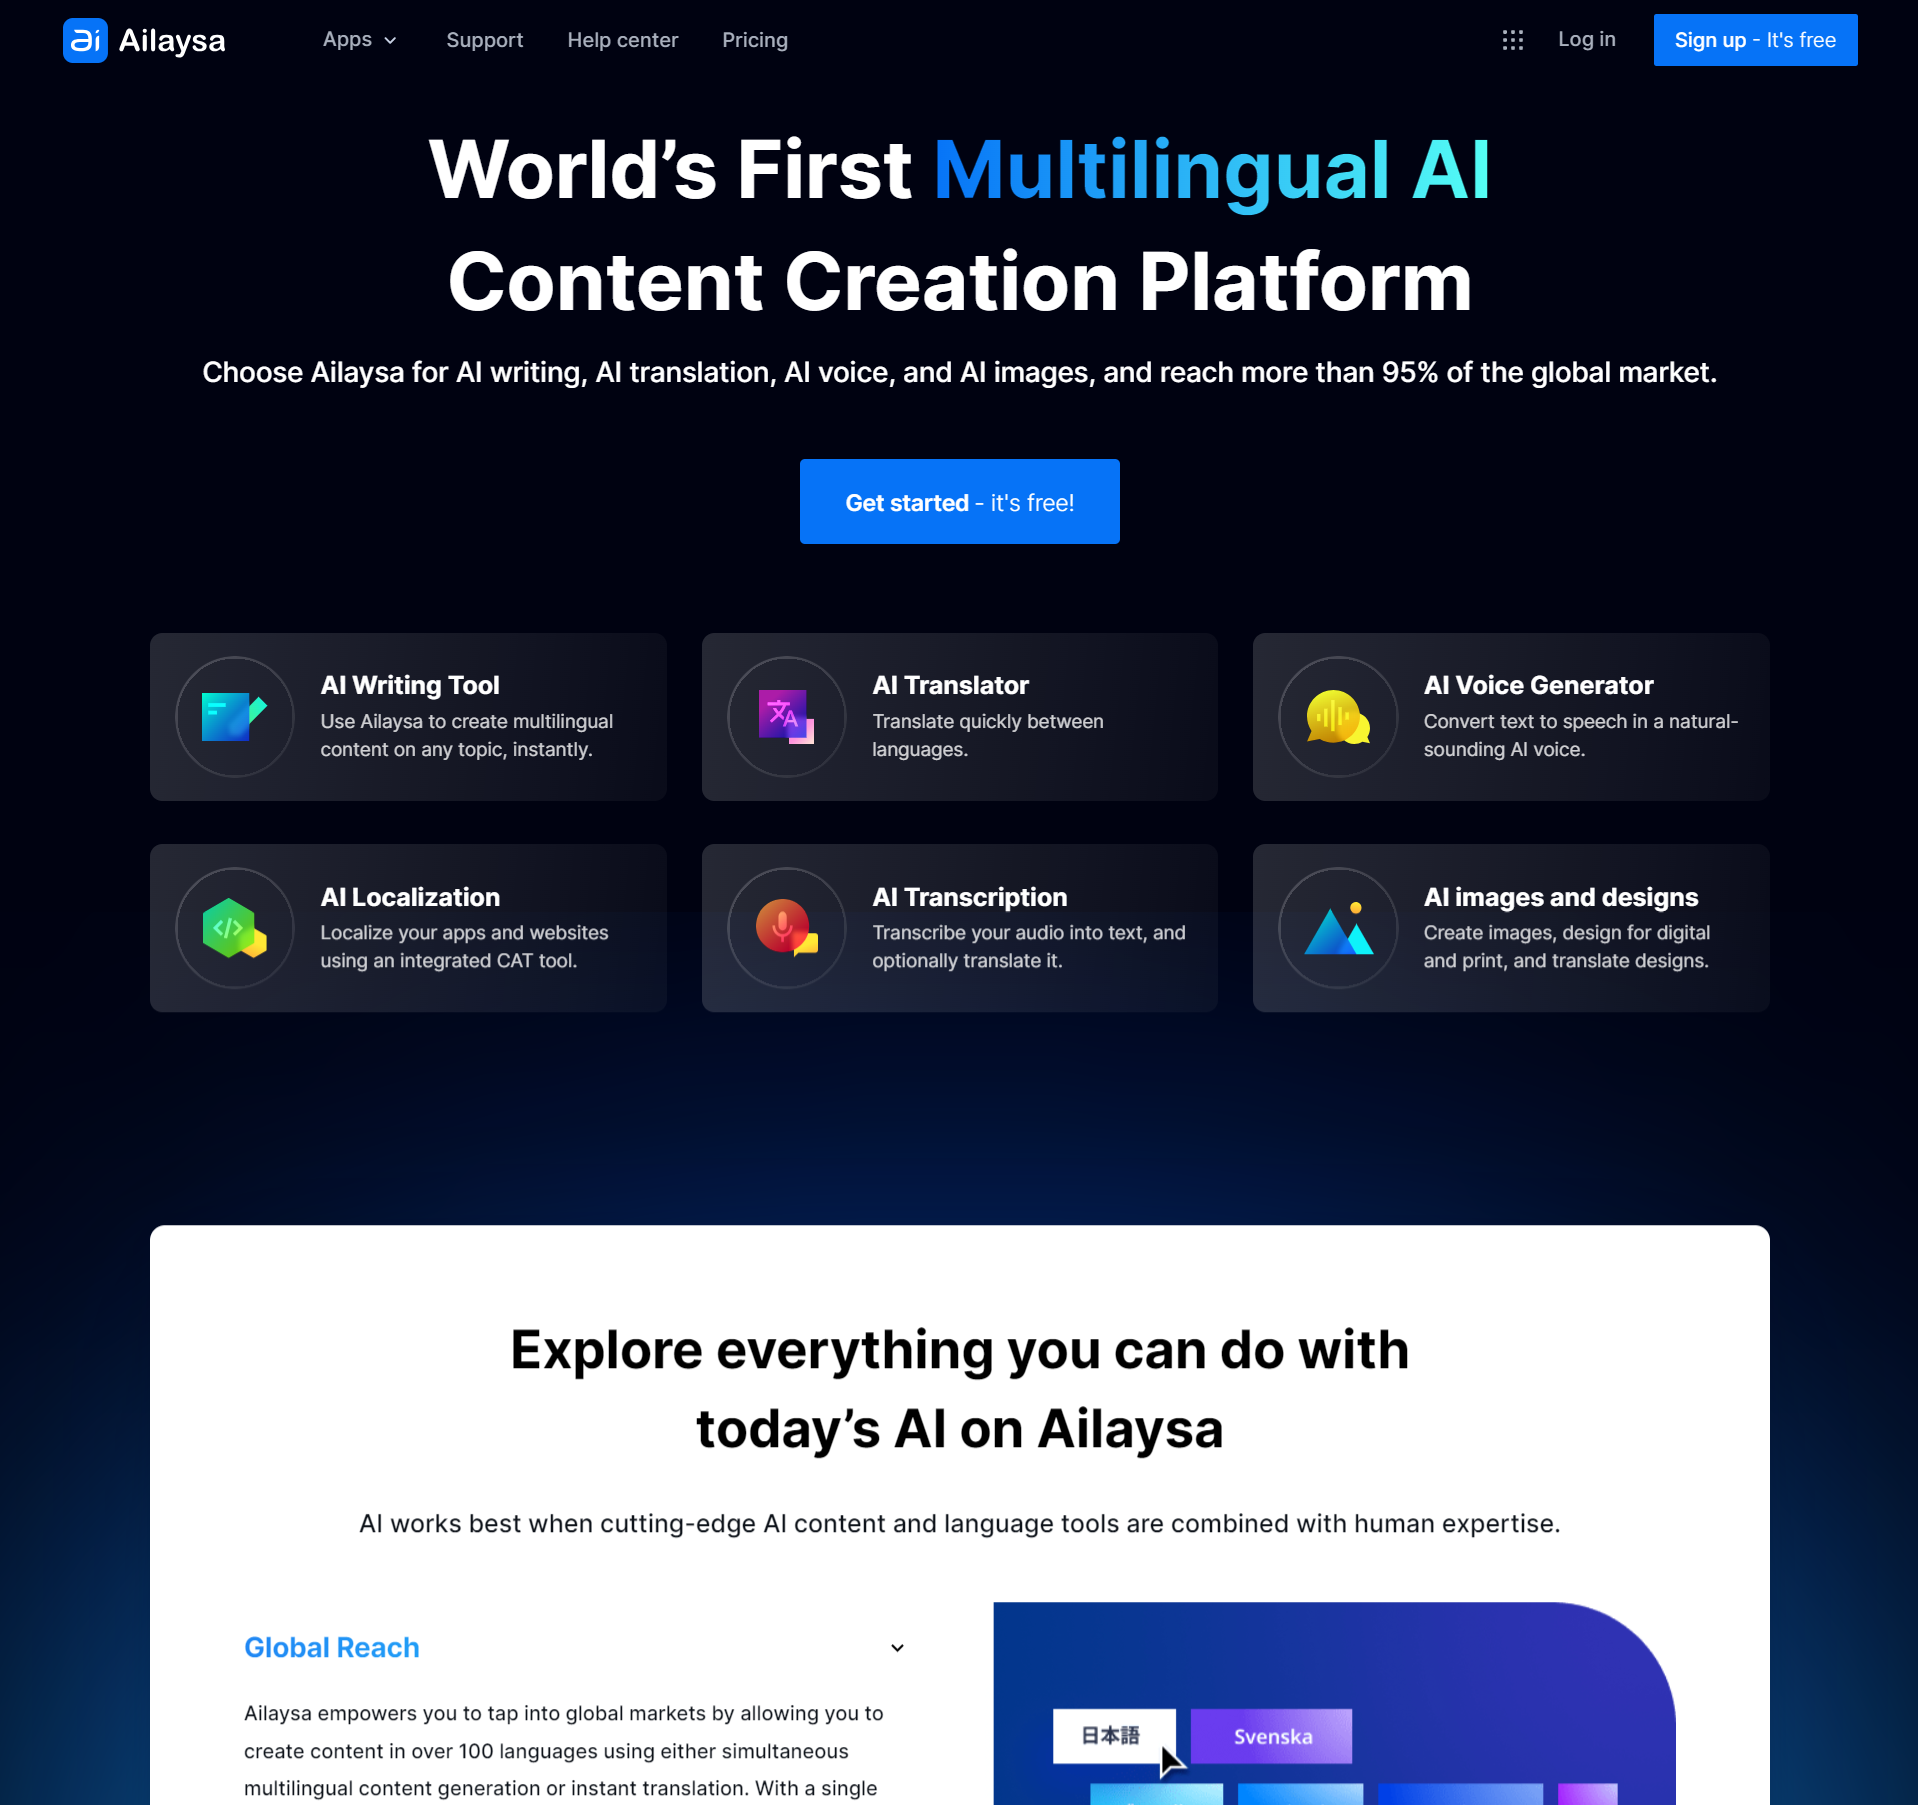 Ailaysa
Apps
Support
Help center
Pricing
Log in
Sign up - It's free
World’s First Multilingual AI
Content Creation Platform
Choose Ailaysa for AI writing, AI translation, AI voice, and AI images, and reach more than 95% of the global market.
Get started - it's free!
AI Writing Tool
Use Ailaysa to create multilingual
content on any topic, instantly.
AI Translator
Translate quickly between
languages.
AI Voice Generator
Convert text to speech in a natural-
sounding AI voice.
AI Localization
Localize your apps and websites
using an integrated CAT tool.
AI Transcription
Transcribe your audio into text, and
optionally translate it.
AI images and designs
Create images, design for digital
and print, and translate designs.
Explore everything you can do with
today’s AI on Ailaysa
AI works best when cutting-edge AI content and language tools are combined with human expertise.
Global Reach
Ailaysa empowers you to tap into global markets by allowing you to
create content in over 100 languages using either simultaneous
multilingual content generation or instant translation. With a single
日本語
Svenska